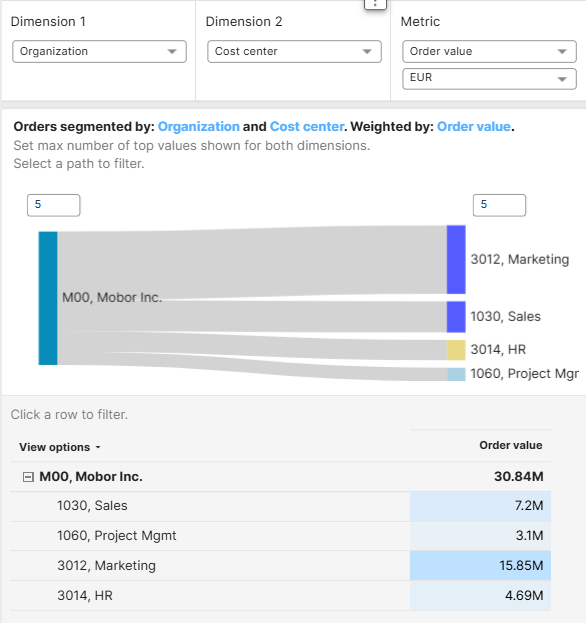 Dimension 1
Dimension 2
Metric
Organization
Cost center
Order value
EUR
Orders segmented by: Organization and Cost center. Weighted by: Order value.
Set max number of top values shown for both dimensions.
Select a path to filter.
5
5
M00, Mobor Inc.
3012, Marketing
1030, Sales
3014, HR
1060, Project Mgr
Click a row to filter.
View options
Order value
M00, Mobor Inc. 30.84M
1030, Sales 7.2M
1060, Project Mgmt 3.1M
3012, Marketing 15.85M
3014, HR 4.69M